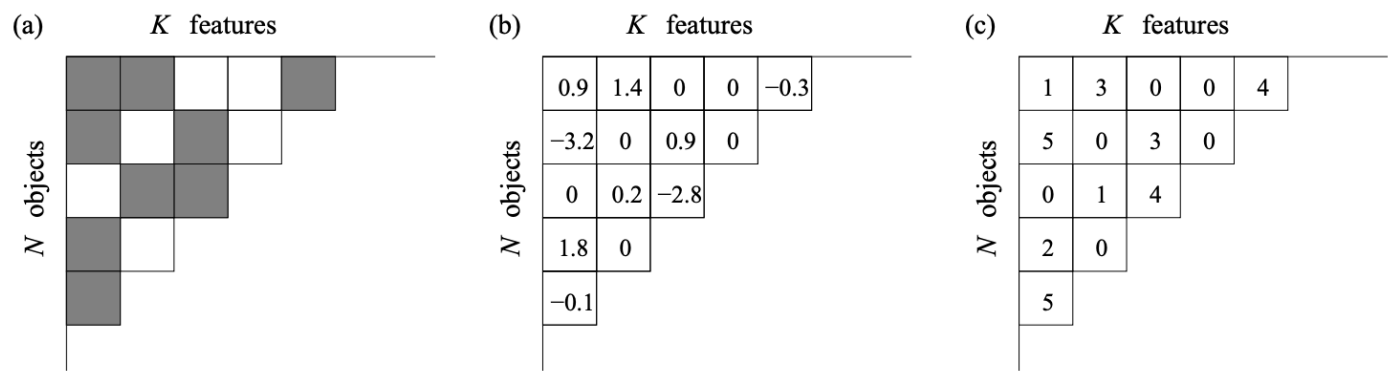 (a) K features
N objects
(b) K features
N objects
0.9 1.4 0 0 −0.3
−3.2 0 0.9 0
0 0.2 −2.8
1.8 0
−0.1
(c) K features
N objects
1 3 0 0 4
5 0 3 0
0 1 4
2 0
5